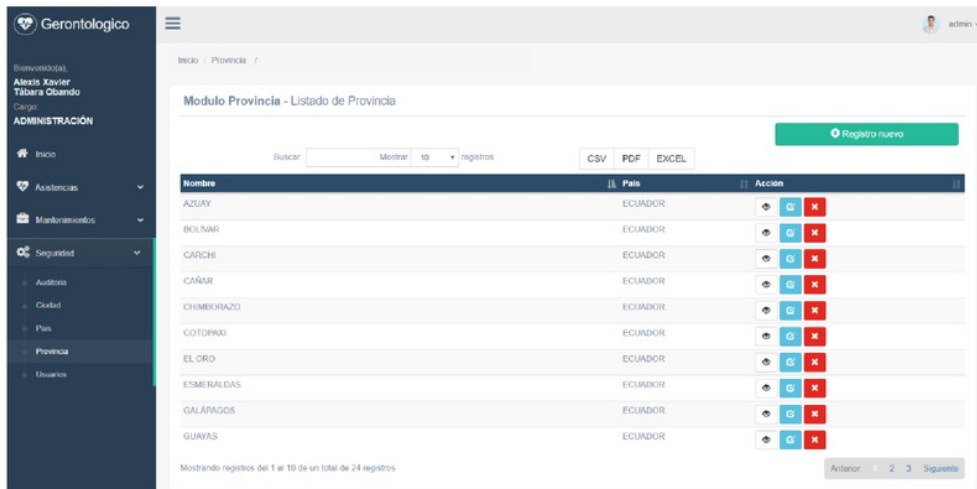 Gerontologico
admin
Bienvenido(a),
Alexis Xavier
Tábara Obando
Cargo:
ADMINISTRACIÓN
Inicio
Asistencias
Mantenimientos
Seguridad
Auditoria
Ciudad
Pais
Provincia
Usuarios
Inicio / Provincia /
Modulo Provincia - Listado de Provincia
Registro nuevo
Buscar: Mostrar 10 registros CSV PDF EXCEL
Nombre Pais Acción
AZUAY ECUADOR
BOLÍVAR ECUADOR
CARCHI ECUADOR
CAÑAR ECUADOR
CHIMBORAZO ECUADOR
COTOPAXI ECUADOR
EL ORO ECUADOR
ESMERALDAS ECUADOR
GALÁPAGOS ECUADOR
GUAYAS ECUADOR
Mostrando registros del 1 al 10 de un total de 24 registros
Anterior 1 2 3 Siguiente